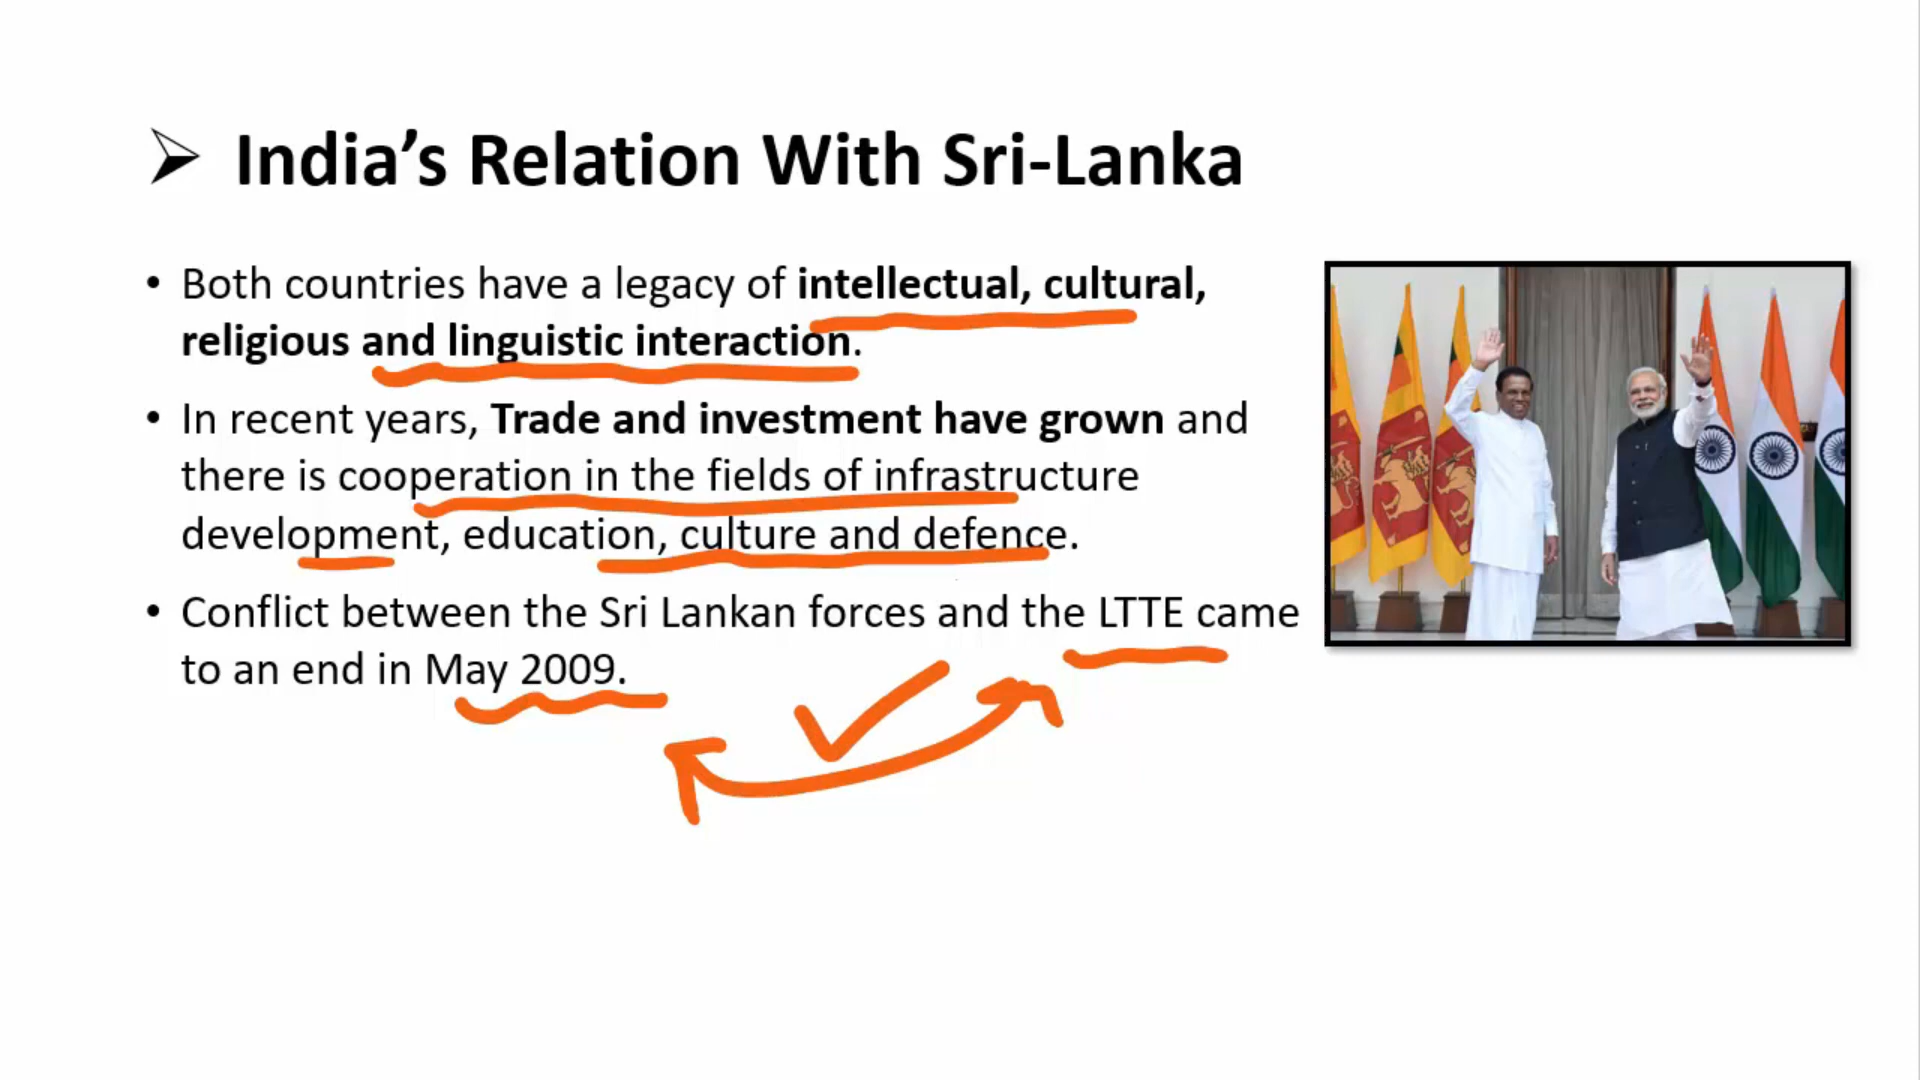 ➢ India’s Relation With Sri-Lanka
• Both countries have a legacy of intellectual, cultural,
religious and linguistic interaction.
• In recent years, Trade and investment have grown and
there is cooperation in the fields of infrastructure
development, education, culture and defence.
• Conflict between the Sri Lankan forces and the LTTE came
to an end in May 2009.